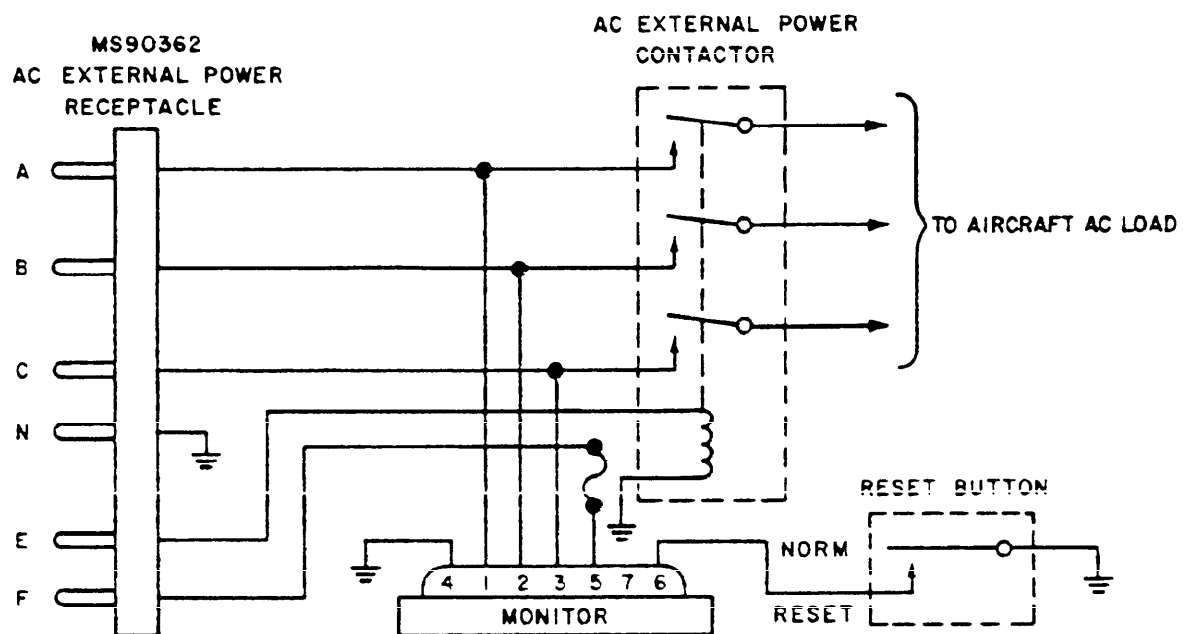 AC EXTERNAL POWER
CONTACTOR
MS90362
AC EXTERNAL POWER
RECEPTACLE
A
B
C
N
E
F
TO AIRCRAFT AC LOAD
RESET BUTTON
NORM
RESET
4 1 2 3 5 7 6
MONITOR